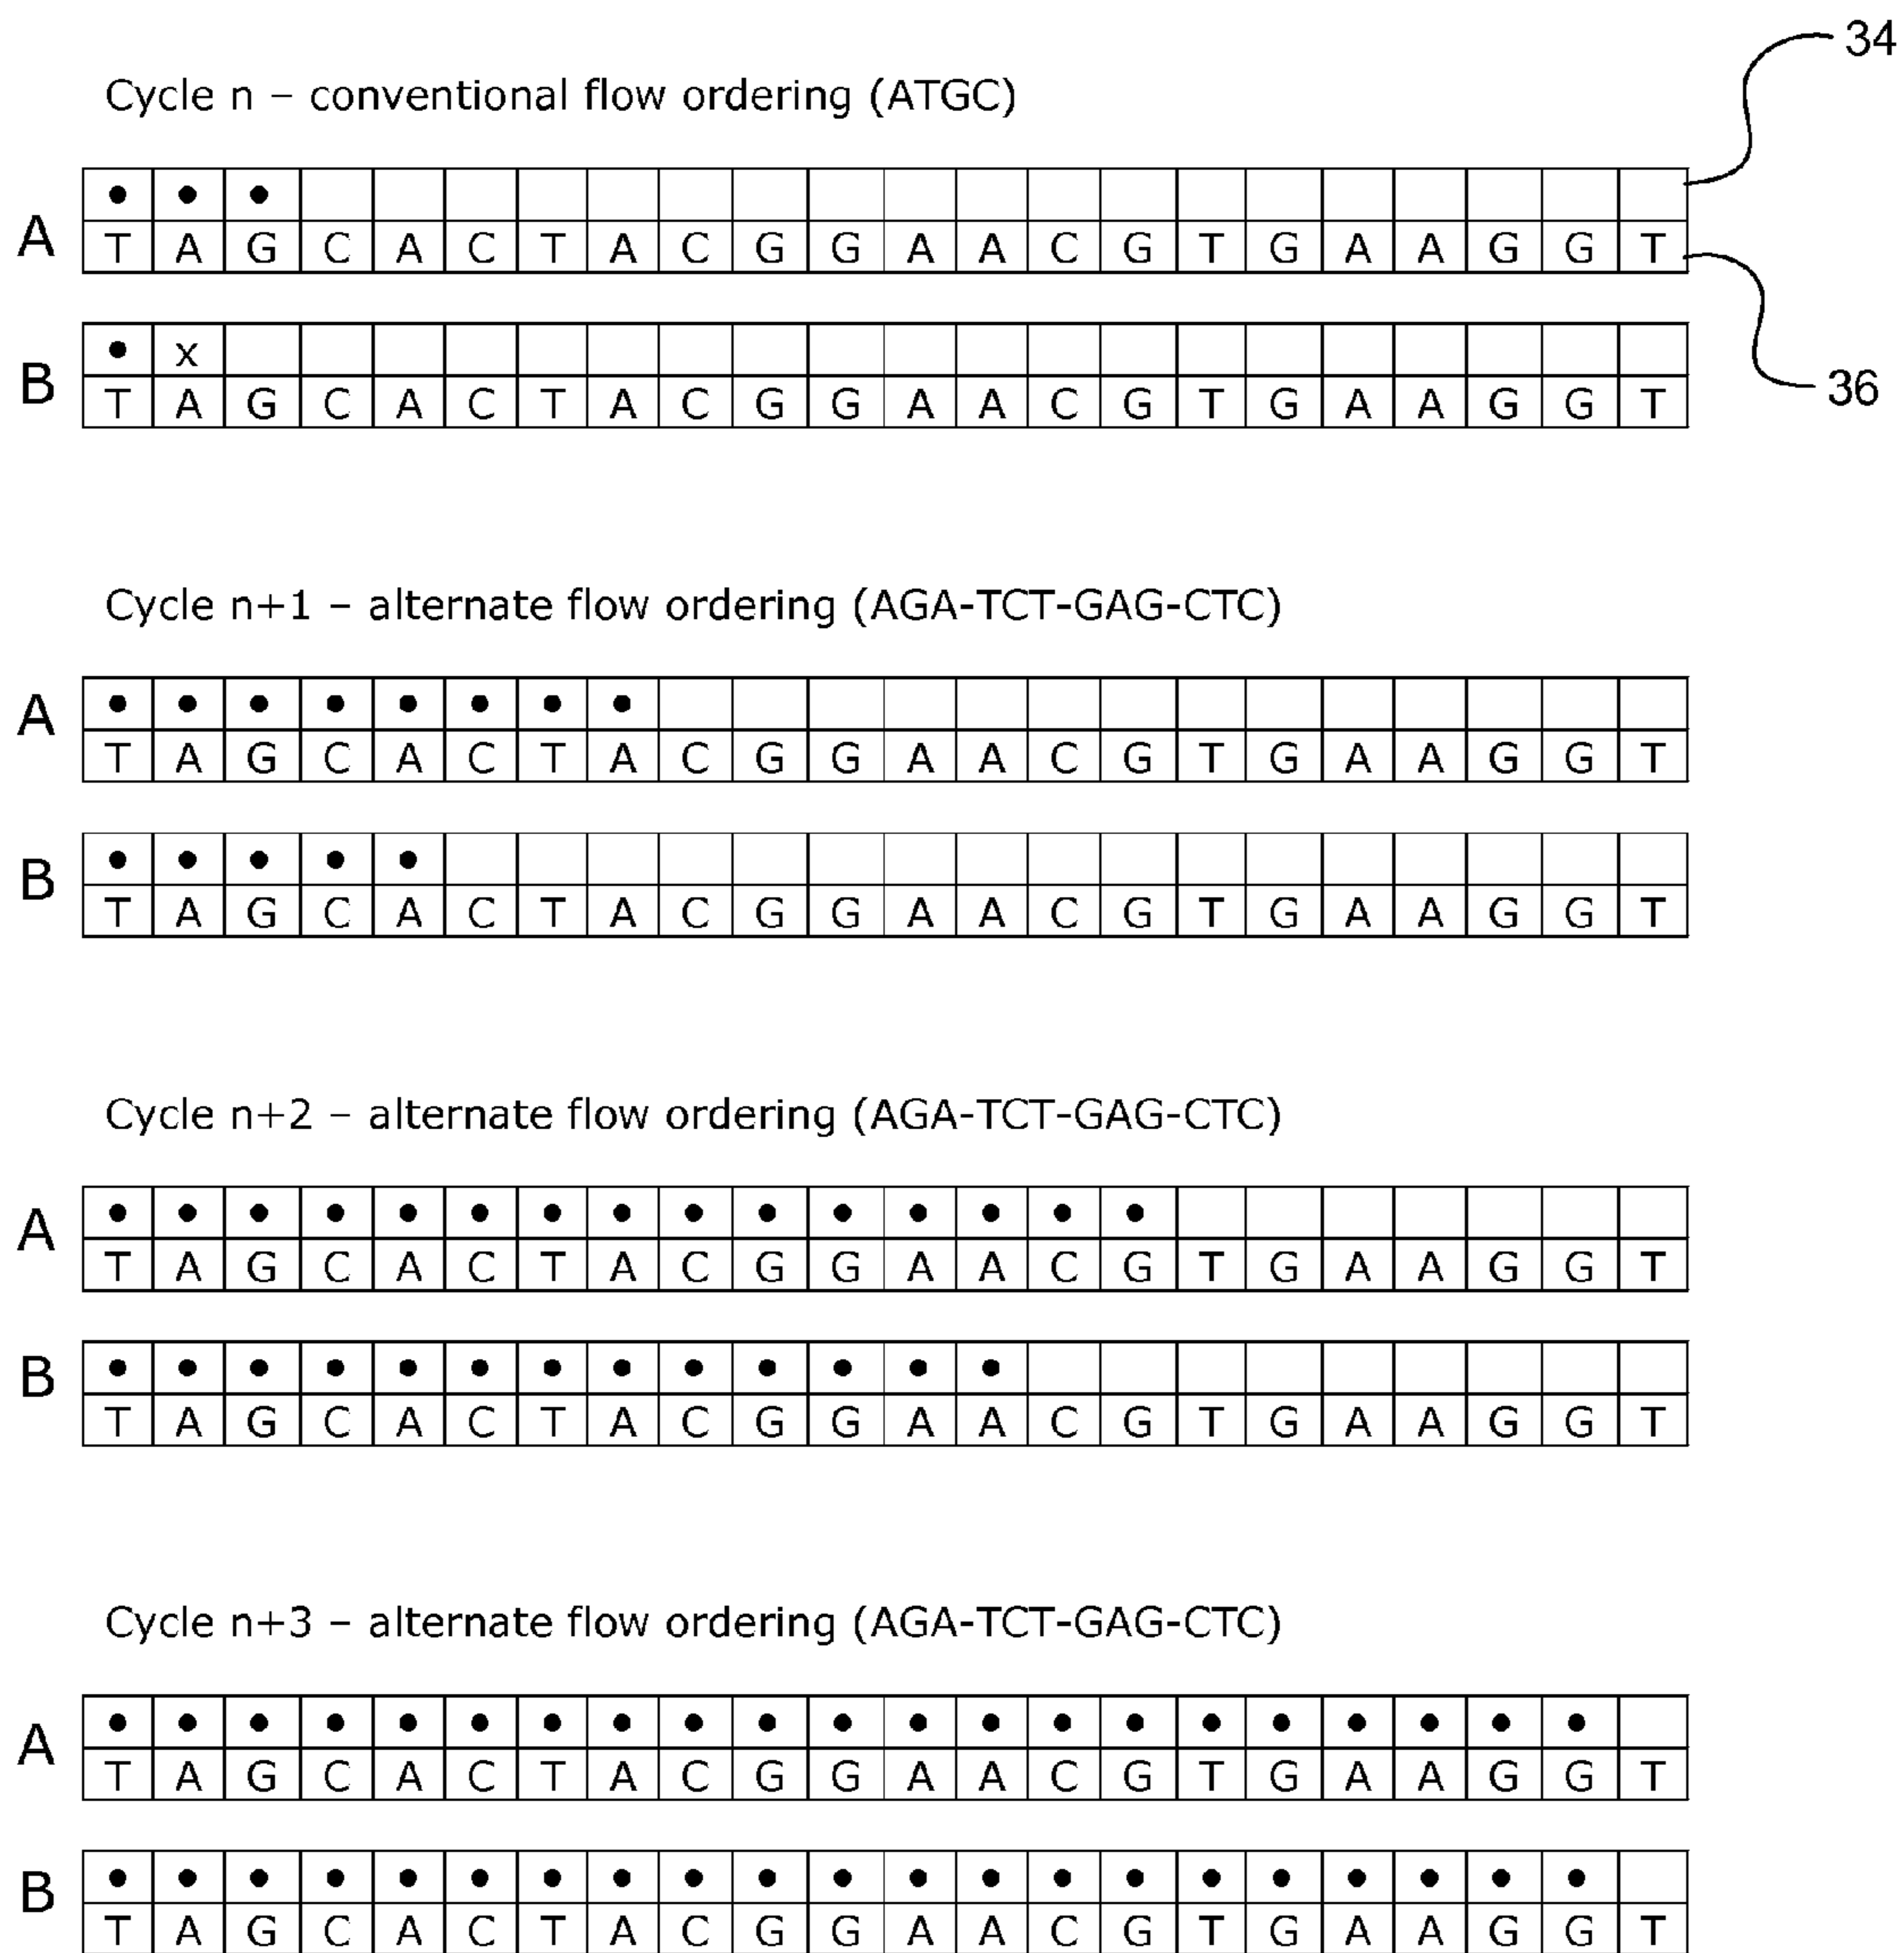 34
Cycle n – conventional flow ordering (ATGC)
A
• • •
T A G C A C T A C G G A A C G T G A A G G T
B
• x
T A G C A C T A C G G A A C G T G A A G G T
36
Cycle n+1 – alternate flow ordering (AGA-TCT-GAG-CTC)
A
• • • • • • • •
T A G C A C T A C G G A A C G T G A A G G T
B
• • • • •
T A G C A C T A C G G A A C G T G A A G G T
Cycle n+2 – alternate flow ordering (AGA-TCT-GAG-CTC)
A
• • • • • • • • • • • • • • •
T A G C A C T A C G G A A C G T G A A G G T
B
• • • • • • • • • • • • •
T A G C A C T A C G G A A C G T G A A G G T
Cycle n+3 – alternate flow ordering (AGA-TCT-GAG-CTC)
A
• • • • • • • • • • • • • • • • • • • • •
T A G C A C T A C G G A A C G T G A A G G T
B
• • • • • • • • • • • • • • • • • • • • •
T A G C A C T A C G G A A C G T G A A G G T